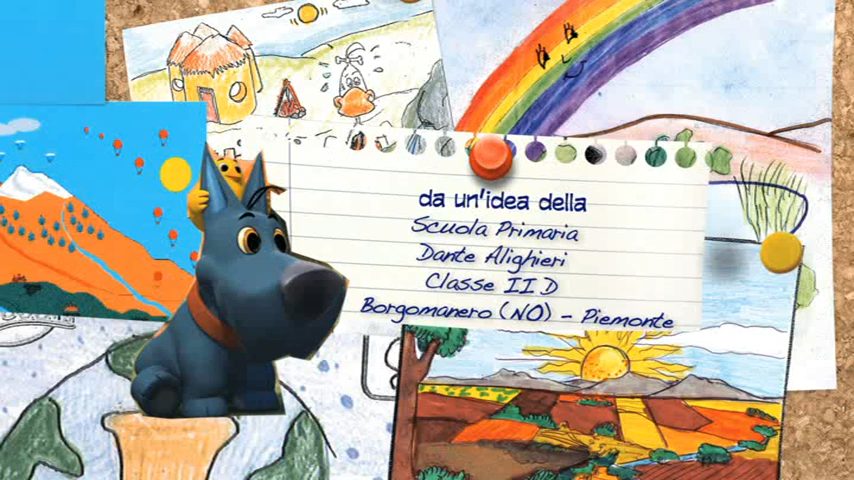 da un'idea della
Scuola Primaria
Dante Alighieri
Classe II D
Borgomanero (NO) - Piemonte